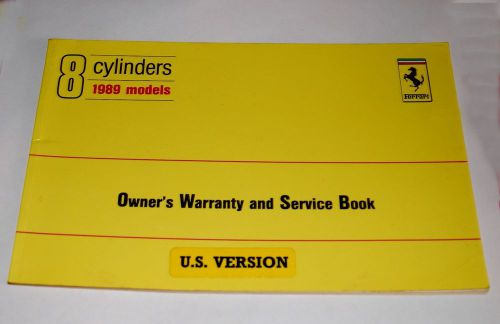 8 cylinders
1989 models
Ferrari
Owner's Warranty and Service Book
U.S. VERSION